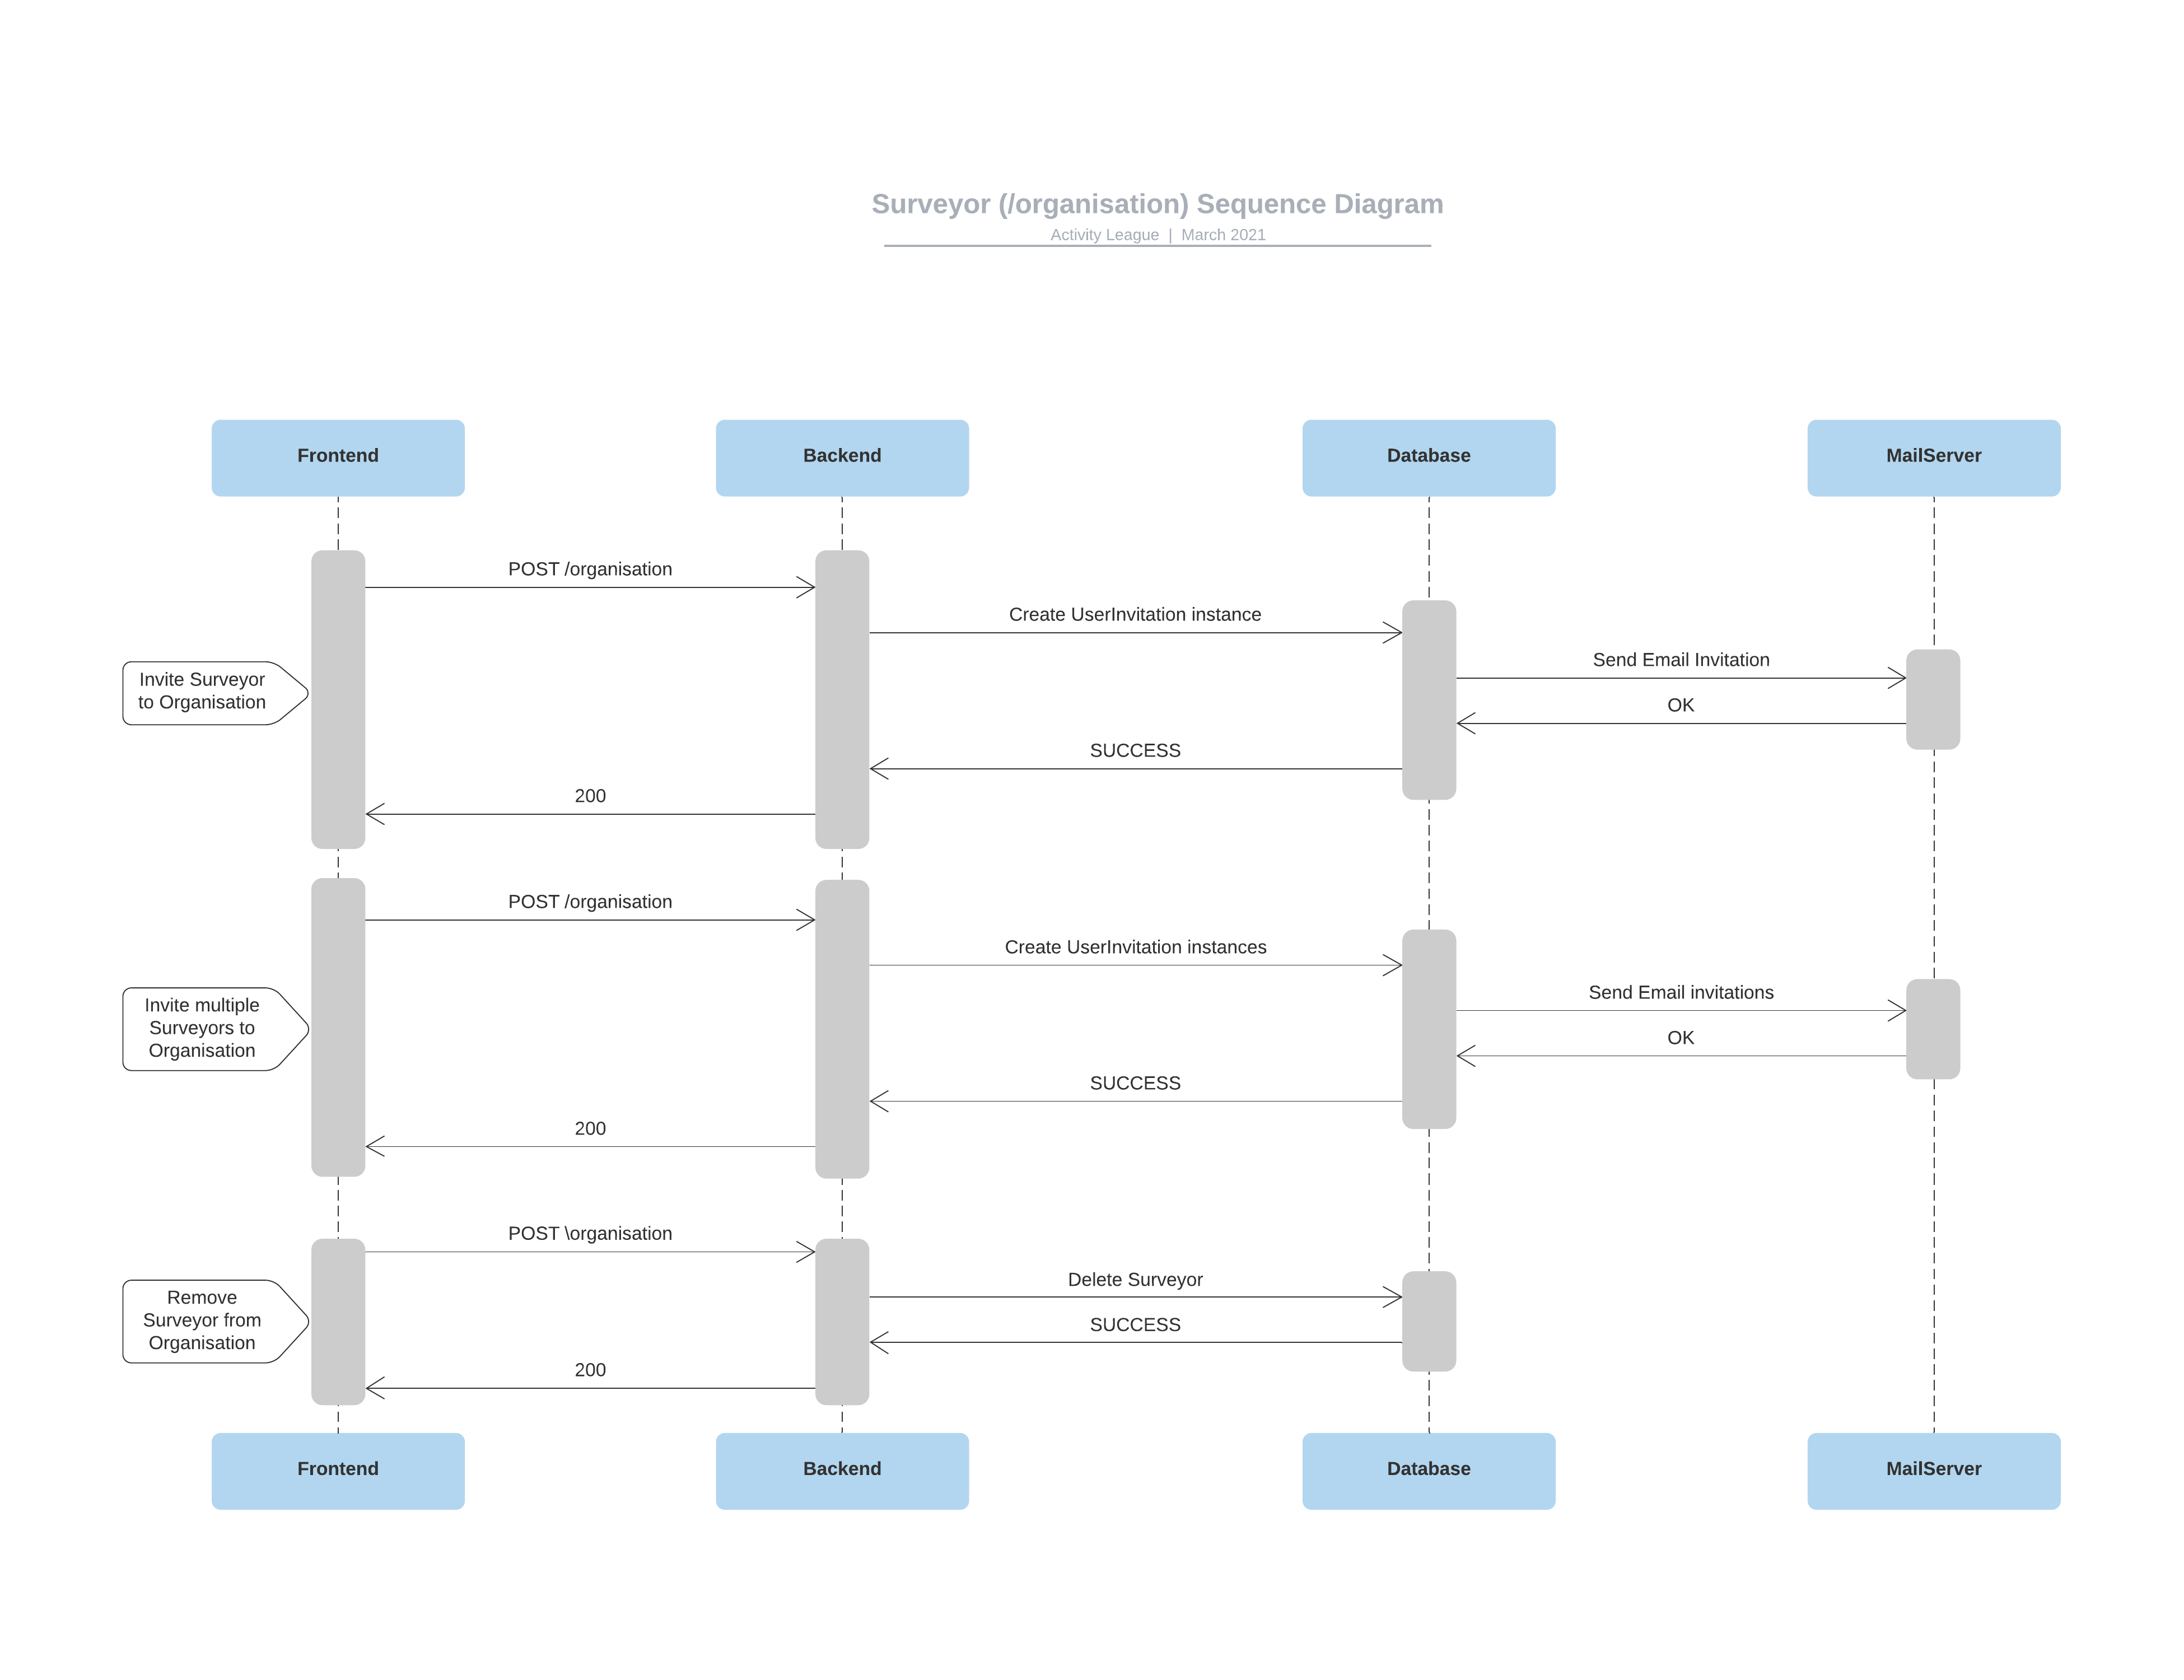 Surveyor (/organisation) Sequence Diagram
Activity League | March 2021
Frontend
Backend
Database
MailServer
POST /organisation
Create UserInvitation instance
Send Email Invitation
Invite Surveyor
to Organisation
OK
SUCCESS
200
POST /organisation
Create UserInvitation instances
Send Email invitations
Invite multiple
Surveyors to
Organisation
OK
SUCCESS
200
POST \organisation
Delete Surveyor
Remove
Surveyor from
Organisation
SUCCESS
200
Frontend
Backend
Database
MailServer